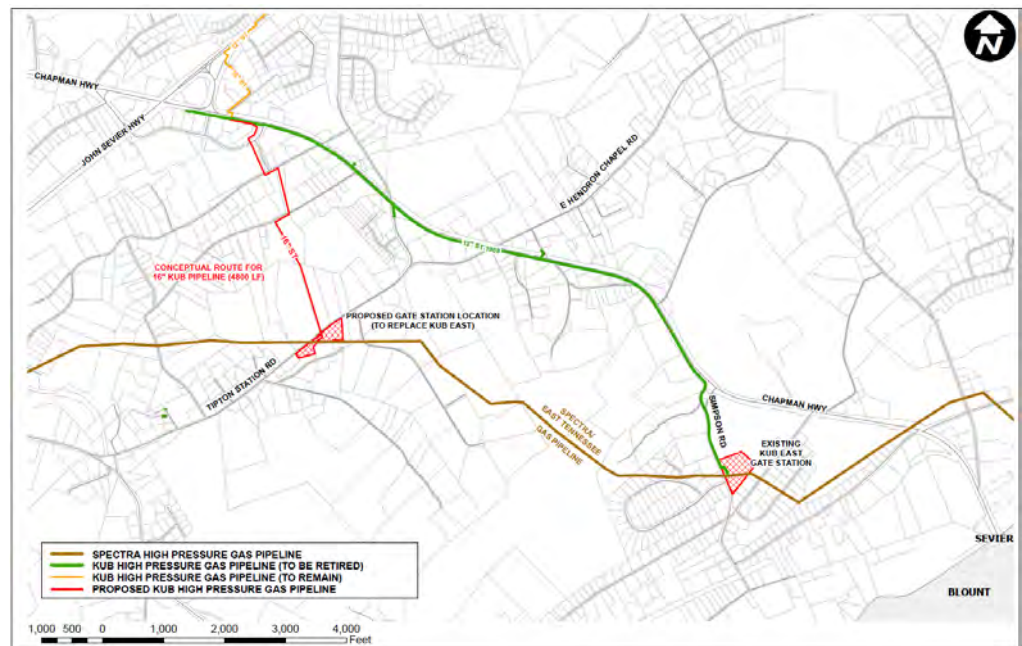 N
CHAPMAN HWY
JOHN SEVIER HWY
E HENDRON CHAPEL RD
12" ST, 1958
16" ST
CONCEPTUAL ROUTE FOR
16" KUB PIPELINE (4800 LF)
PROPOSED GATE STATION LOCATION
(TO REPLACE KUB EAST)
TIPTON STATION RD
SPECTRA/
EAST TENNESSEE
GAS PIPELINE
SIMPSON RD
CHAPMAN HWY
EXISTING
KUB EAST
GATE STATION
SEVIER
BLOUNT
SPECTRA HIGH PRESSURE GAS PIPELINE
KUB HIGH PRESSURE GAS PIPELINE (TO BE RETIRED)
KUB HIGH PRESSURE GAS PIPELINE (TO REMAIN)
PROPOSED KUB HIGH PRESSURE GAS PIPELINE
1,000 500 0 1,000 2,000 3,000 4,000
Feet